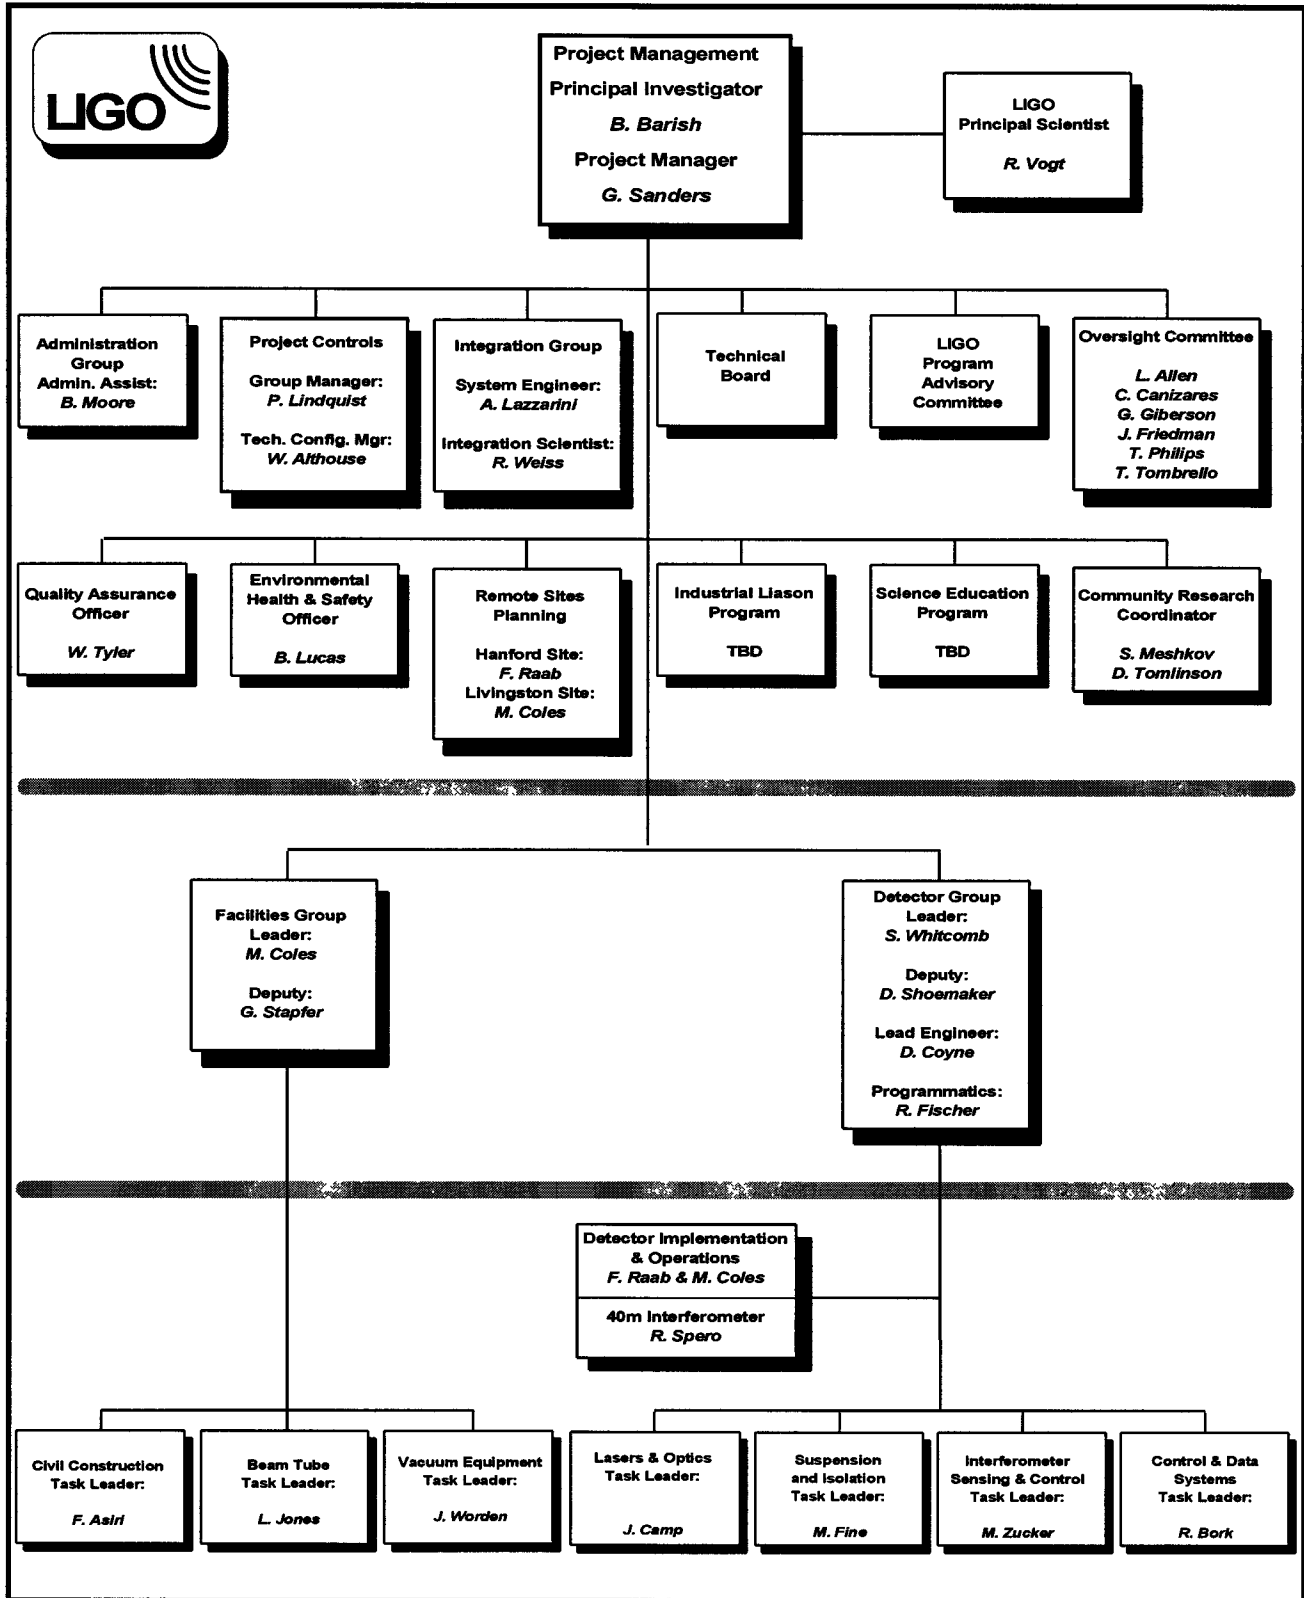 LIGO
Project Management
Principal Investigator
B. Barish
Project Manager
G. Sanders
LIGO
Principal Scientist
R. Vogt
Administration
Group
Admin. Assist:
B. Moore
Project Controls
Group Manager:
P. Lindquist
Tech. Config. Mgr:
W. Althouse
Integration Group
System Engineer:
A. Lazzarini
Integration Scientist:
R. Weiss
Technical
Board
LIGO
Program
Advisory
Committee
Oversight Committee
L. Allen
C. Canizares
G. Giberson
J. Friedman
T. Philips
T. Tombrello
Quality Assurance
Officer
W. Tyler
Environmental
Health & Safety
Officer
B. Lucas
Remote Sites
Planning
Hanford Site:
F. Raab
Livingston Site:
M. Coles
Industrial Liason
Program
TBD
Science Education
Program
TBD
Community Research
Coordinator
S. Meshkov
D. Tomlinson
Facilities Group
Leader:
M. Coles
Deputy:
G. Stapfer
Detector Group
Leader:
S. Whitcomb
Deputy:
D. Shoemaker
Lead Engineer:
D. Coyne
Programmatics:
R. Fischer
Detector Implementation
& Operations
F. Raab & M. Coles
40m Interferometer
R. Spero
Civil Construction
Task Leader:
F. Asiri
Beam Tube
Task Leader:
L. Jones
Vacuum Equipment
Task Leader:
J. Worden
Lasers & Optics
Task Leader:
J. Camp
Suspension
and Isolation
Task Leader:
M. Fine
Interferometer
Sensing & Control
Task Leader:
M. Zucker
Control & Data
Systems
Task Leader:
R. Bork